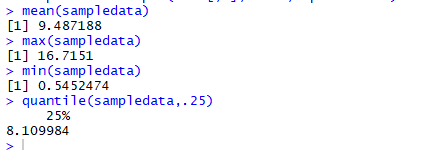 > mean(sampledata)
[1] 9.487188
> max(sampledata)
[1] 16.7151
> min(sampledata)
[1] 0.5452474
> quantile(sampledata,.25)
25%
8.109984
>